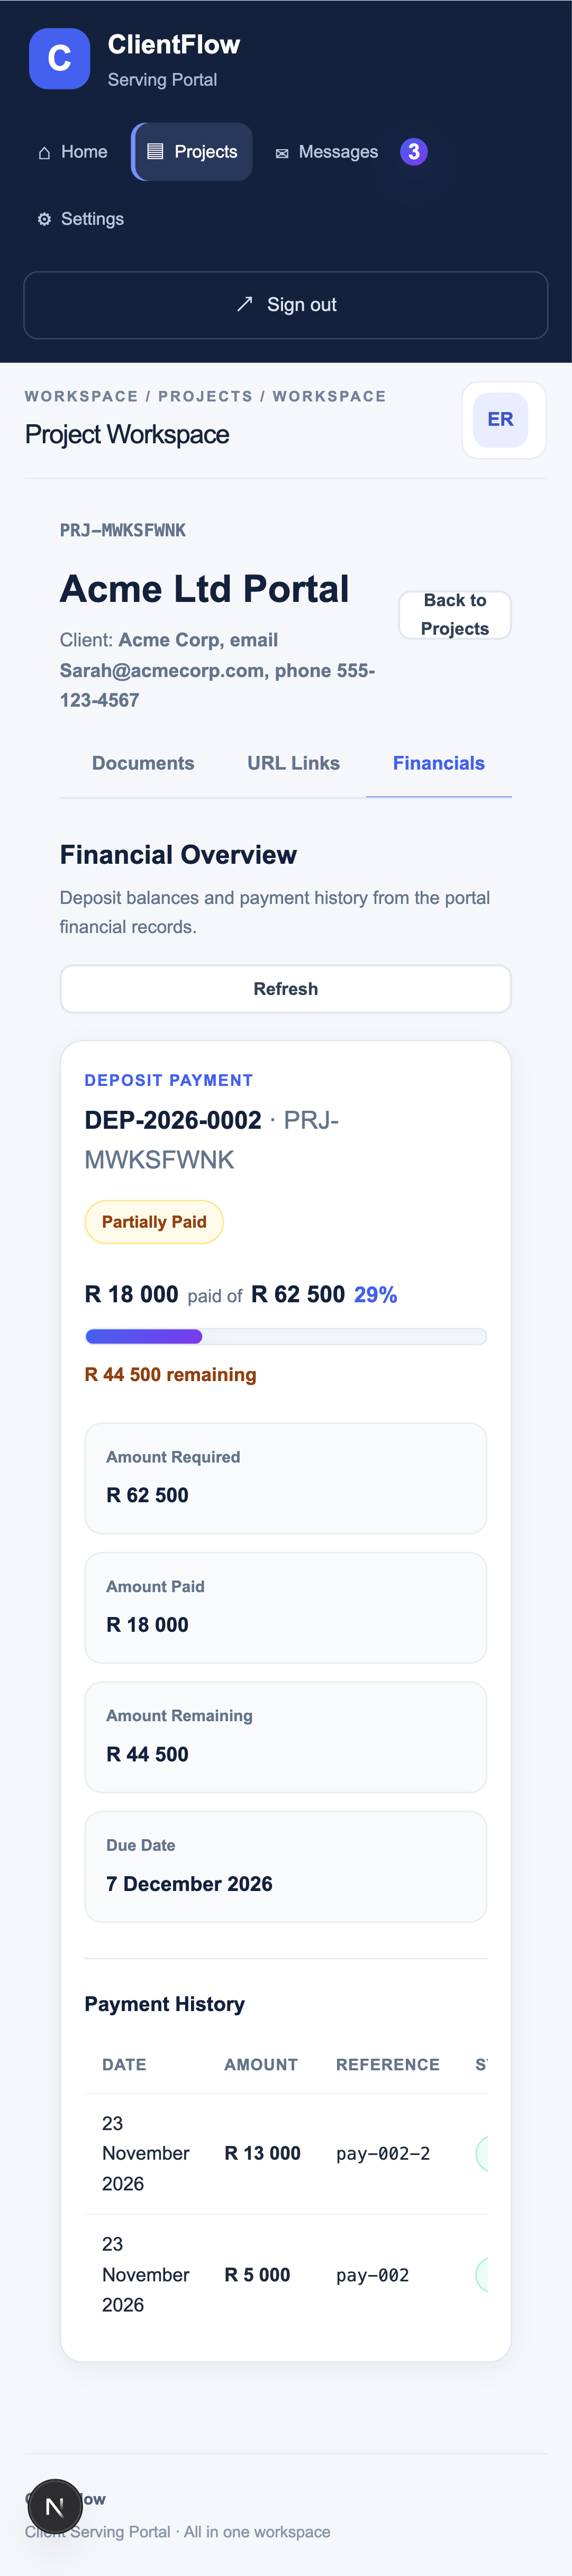 C
ClientFlow
Serving Portal
Home
Projects
Messages
3
Settings
Sign out
WORKSPACE / PROJECTS / WORKSPACE
Project Workspace
ER
PRJ-MWKSFWNK
Acme Ltd Portal
Client: Acme Corp, email
Sarah@acmecorp.com, phone 555-
123-4567
Back to
Projects
Documents
URL Links
Financials
Financial Overview
Deposit balances and payment history from the portal
financial records.
Refresh
DEPOSIT PAYMENT
DEP-2026-0002 · PRJ-
MWKSFWNK
Partially Paid
R 18 000 paid of R 62 500 29%
R 44 500 remaining
Amount Required
R 62 500
Amount Paid
R 18 000
Amount Remaining
R 44 500
Due Date
7 December 2026
Payment History
DATE AMOUNT REFERENCE
23
November
2026
R 13 000 pay-002-2
23
November
2026
R 5 000 pay-002
N
Client Serving Portal · All in one workspace